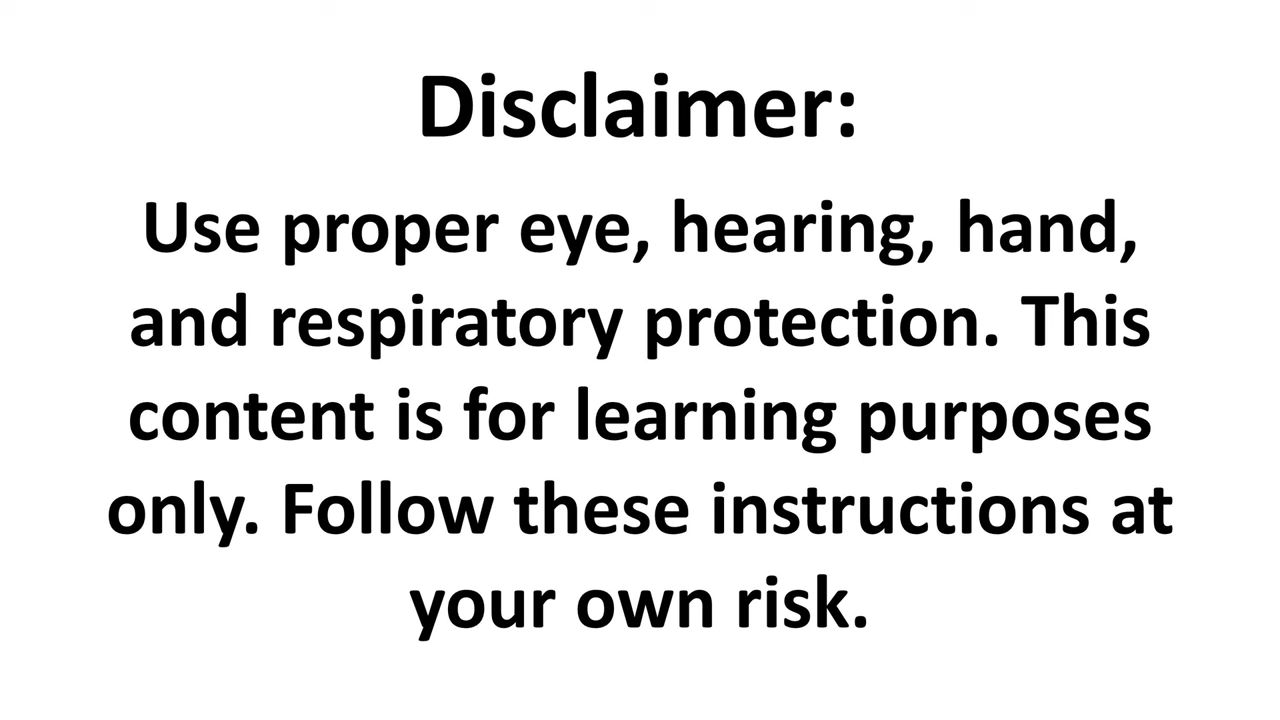 Disclaimer:
Use proper eye, hearing, hand,
and respiratory protection. This
content is for learning purposes
only. Follow these instructions at
your own risk.